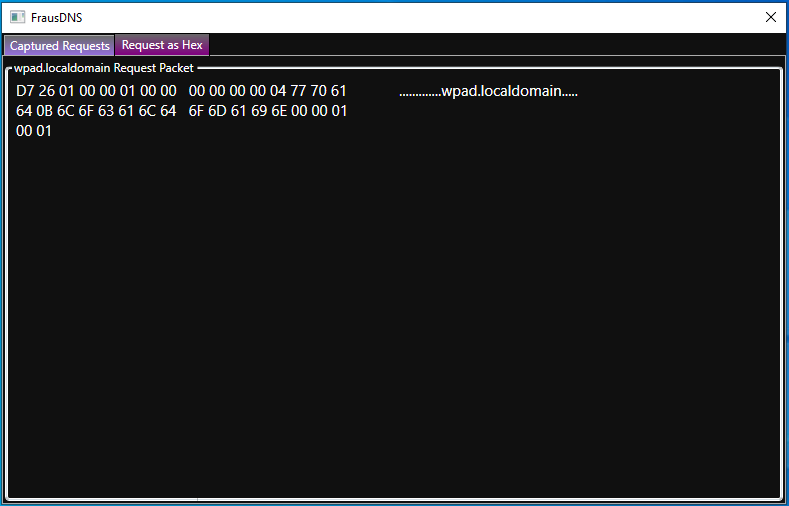 FrausDNS
Captured Requests Request as Hex
wpad.localdomain Request Packet
D7 26 01 00 00 01 00 00 00 00 00 00 04 77 70 61 .............wpad.localdomain.....
64 0B 6C 6F 63 61 6C 64 6F 6D 61 69 6E 00 00 01
00 01